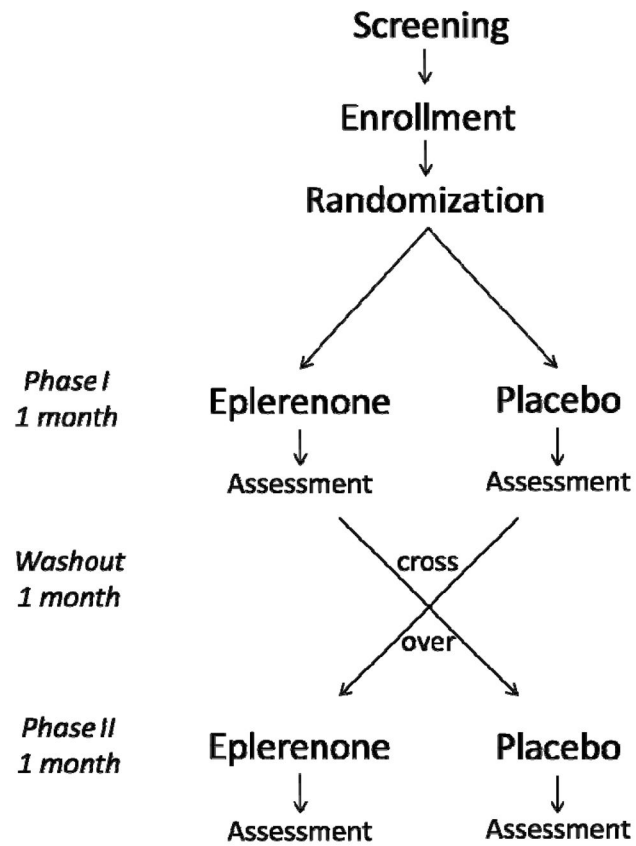 Screening
Enrollment
Randomization
Phase I
1 month
Eplerenone
Placebo
Assessment
Assessment
Washout
1 month
cross
over
Phase II
1 month
Eplerenone
Placebo
Assessment
Assessment